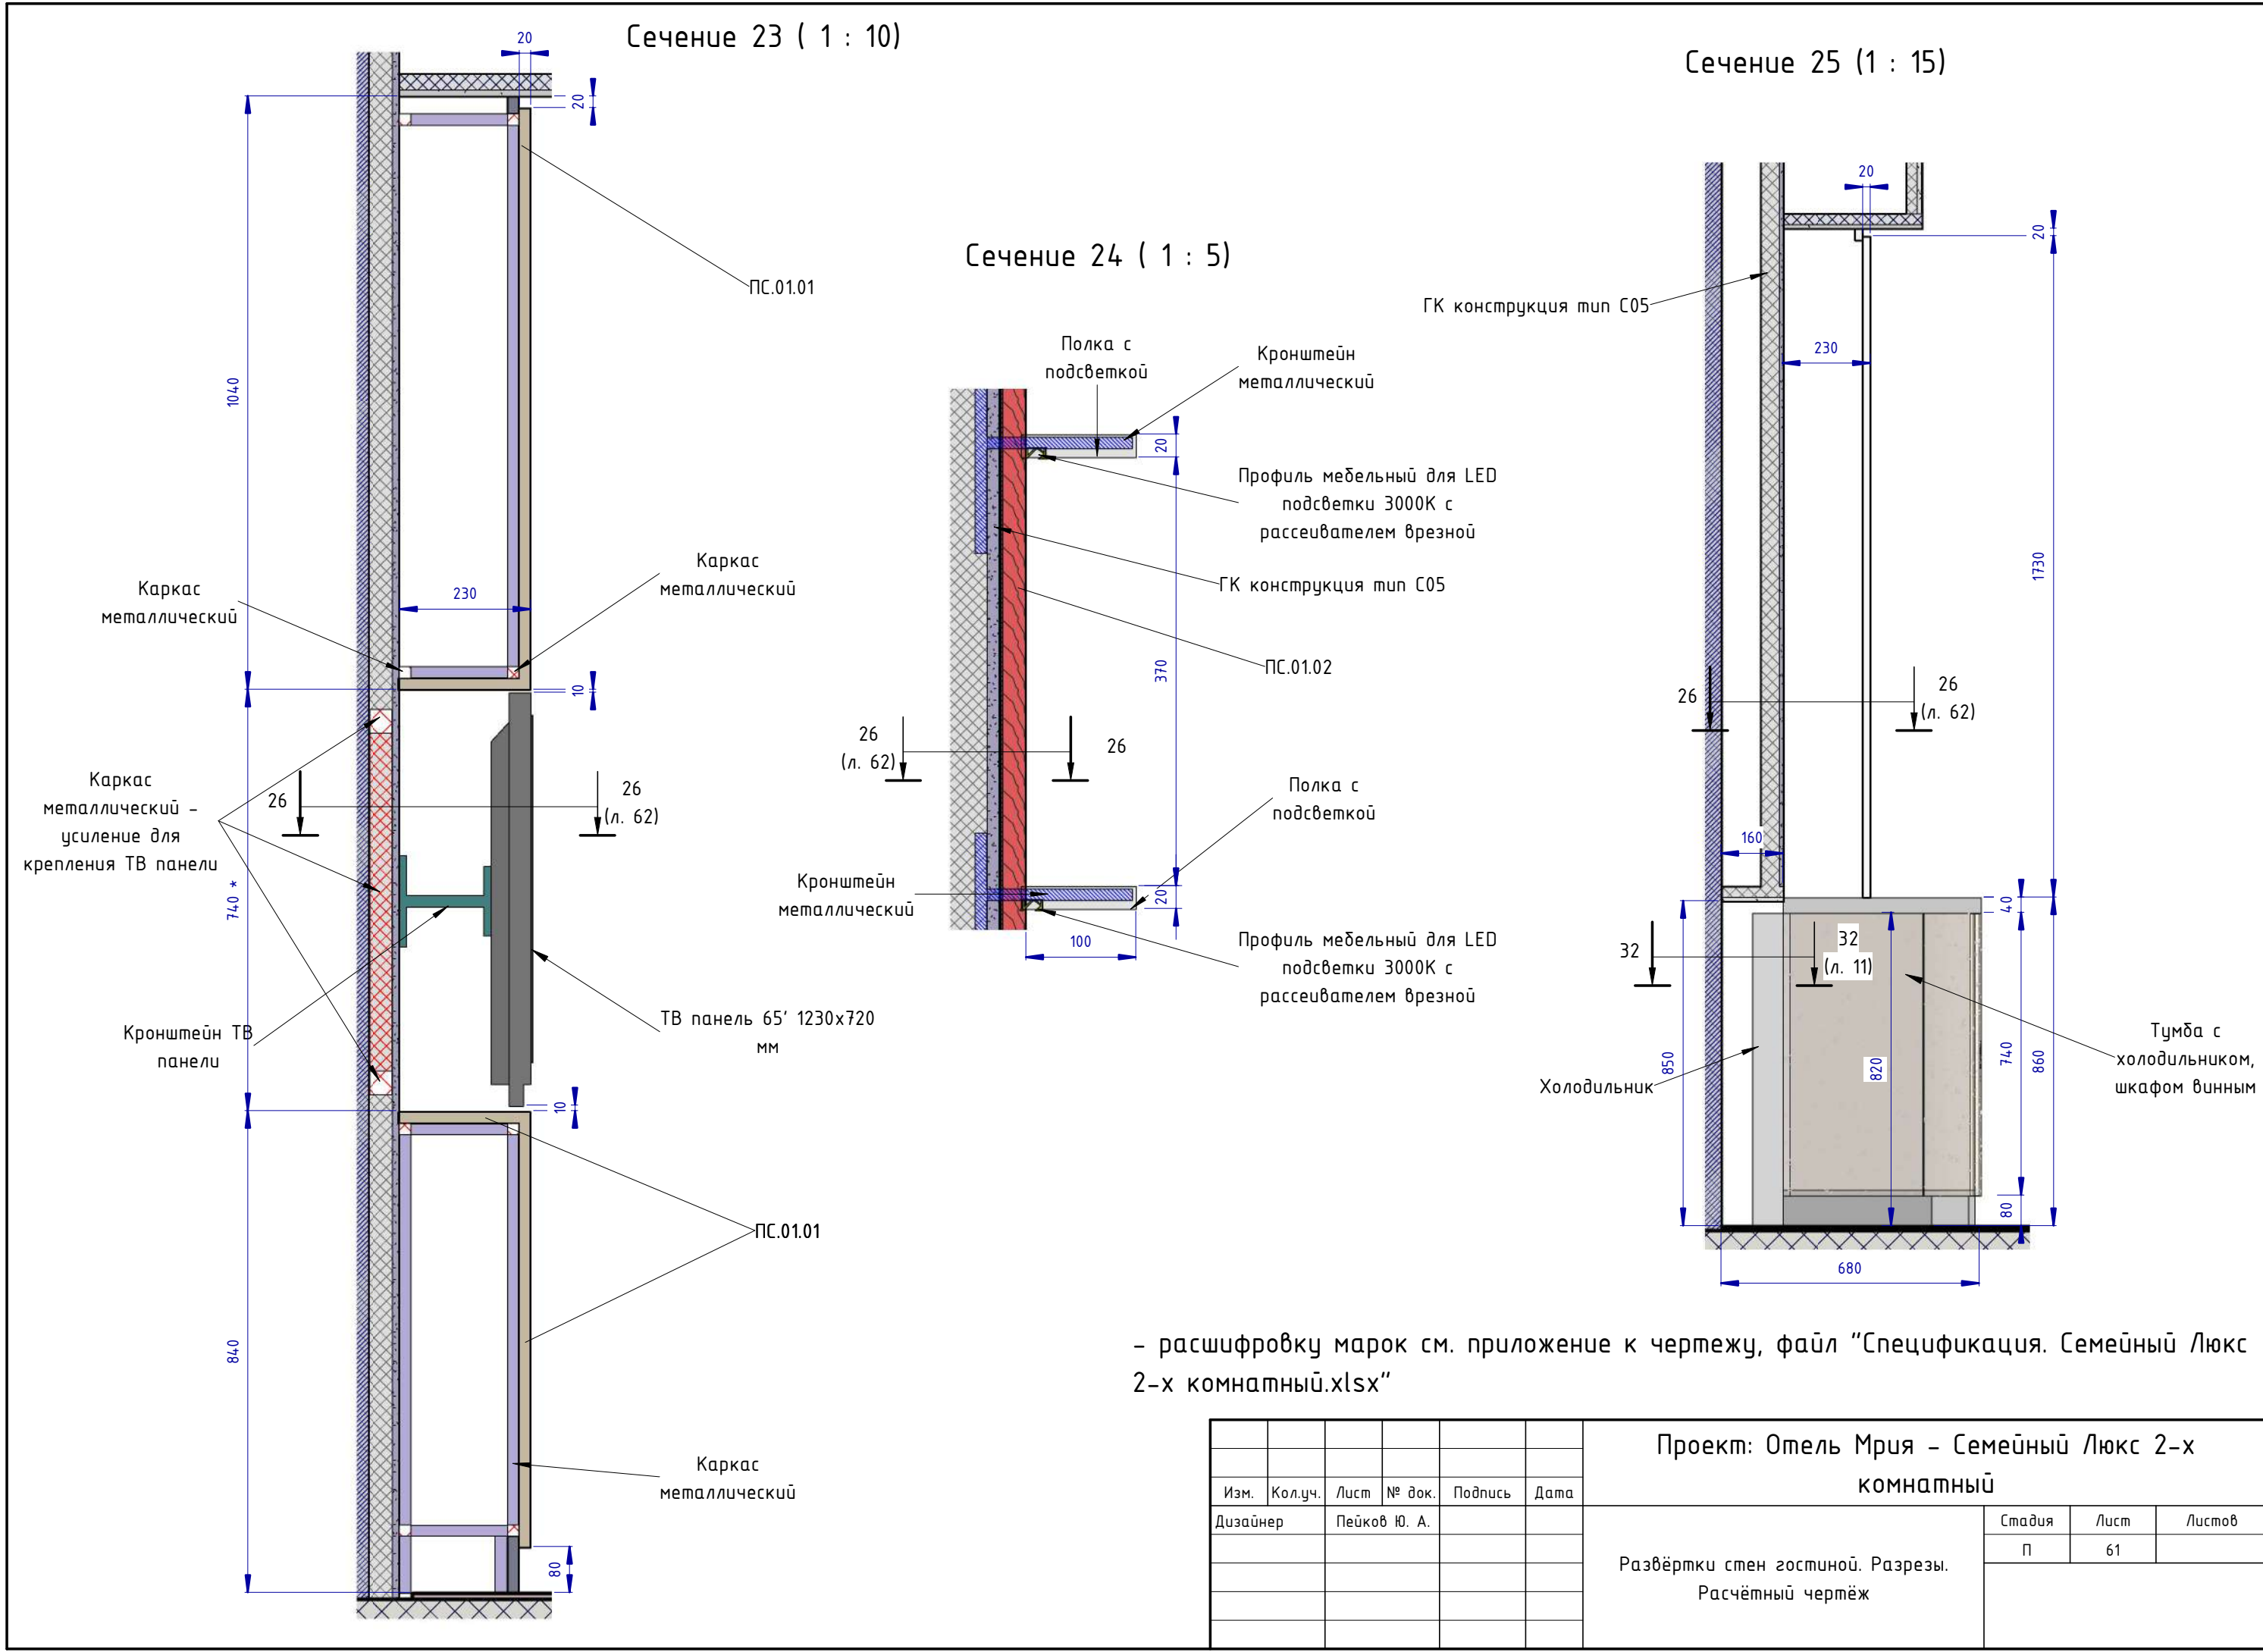 Сечение 23 ( 1 : 10)
20
20
1040
ПС.01.01
Каркас
металлический
230
Каркас
металлический
10
Каркас
металлический –
усиление для
крепления ТВ панели
26
26
(л. 62)
740 *
Кронштейн ТВ
панели
ТВ панель 65' 1230х720
мм
10
ПС.01.01
840
Каркас
металлический
80
Сечение 24 ( 1 : 5)
Полка с
подсветкой
Кронштейн
металлический
20
Профиль мебельный для LED
подсветки 3000К с
рассеивателем врезной
ГК конструкция тип С05
ПС.01.02
370
26
(л. 62)
26
Полка с
подсветкой
Кронштейн
металлический
20
100
Профиль мебельный для LED
подсветки 3000К с
рассеивателем врезной
Сечение 25 (1 : 15)
20
20
ГК конструкция тип С05
230
1730
26
26
(л. 62)
160
40
32
32
(л. 11)
850
820
740
860
Холодильник
Тумба с
холодильником,
шкафом винным
80
680
– расшифровку марок см. приложение к чертежу, файл “Спецификация. Семейный Люкс
2-х комнатный.xlsx”
Проект: Отель Мрия – Семейный Люкс 2-х
комнатный
Изм. Кол.уч. Лист № док. Подпись Дата
Дизайнер Пейков Ю. А.
Развёртки стен гостиной. Разрезы.
Расчётный чертёж
Стадия Лист Листов
П 61